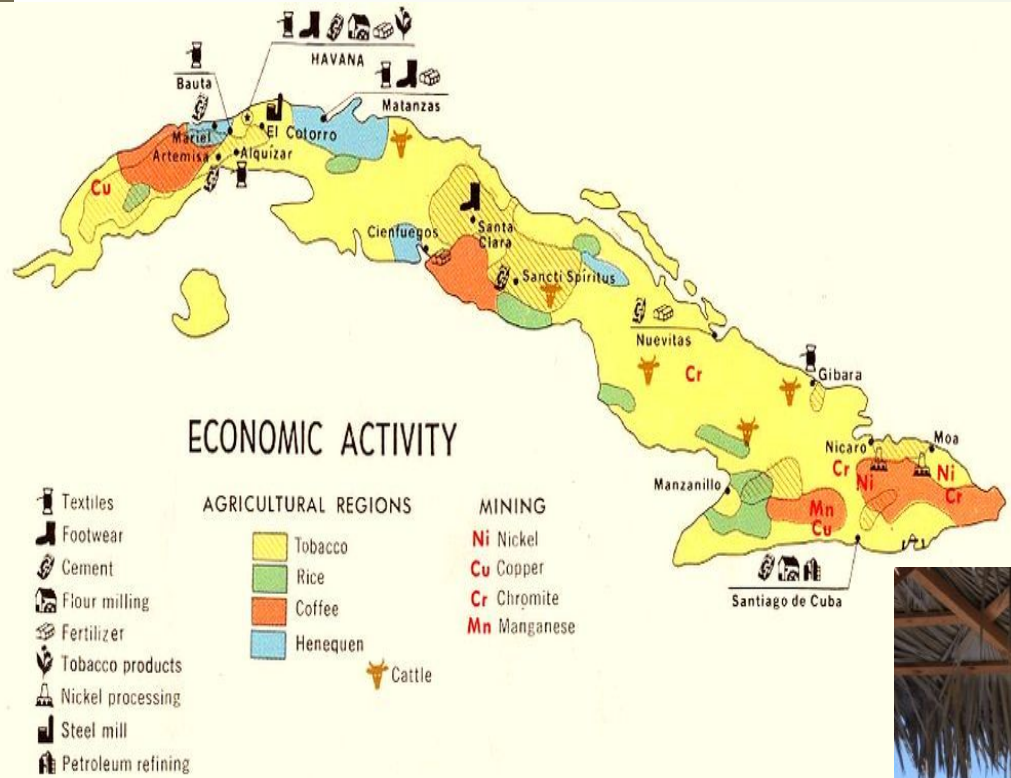 HAVANA
Bauta
Matanzas
Mariel
El Cotorro
Artemisa
Alquízar
Cu
Cienfuegos
Santa
Clara
Sancti Spíritus
Nuevitas
Cr
Gibara
Nicaro
Moa
Cr
Ni
Ni
Cr
Manzanillo
Mn
Cu
Santiago de Cuba
ECONOMIC ACTIVITY
Textiles
Footwear
Cement
Flour milling
Fertilizer
Tobacco products
Nickel processing
Steel mill
Petroleum refining
AGRICULTURAL REGIONS
Tobacco
Rice
Coffee
Henequen
Cattle
MINING
Ni Nickel
Cu Copper
Cr Chromite
Mn Manganese